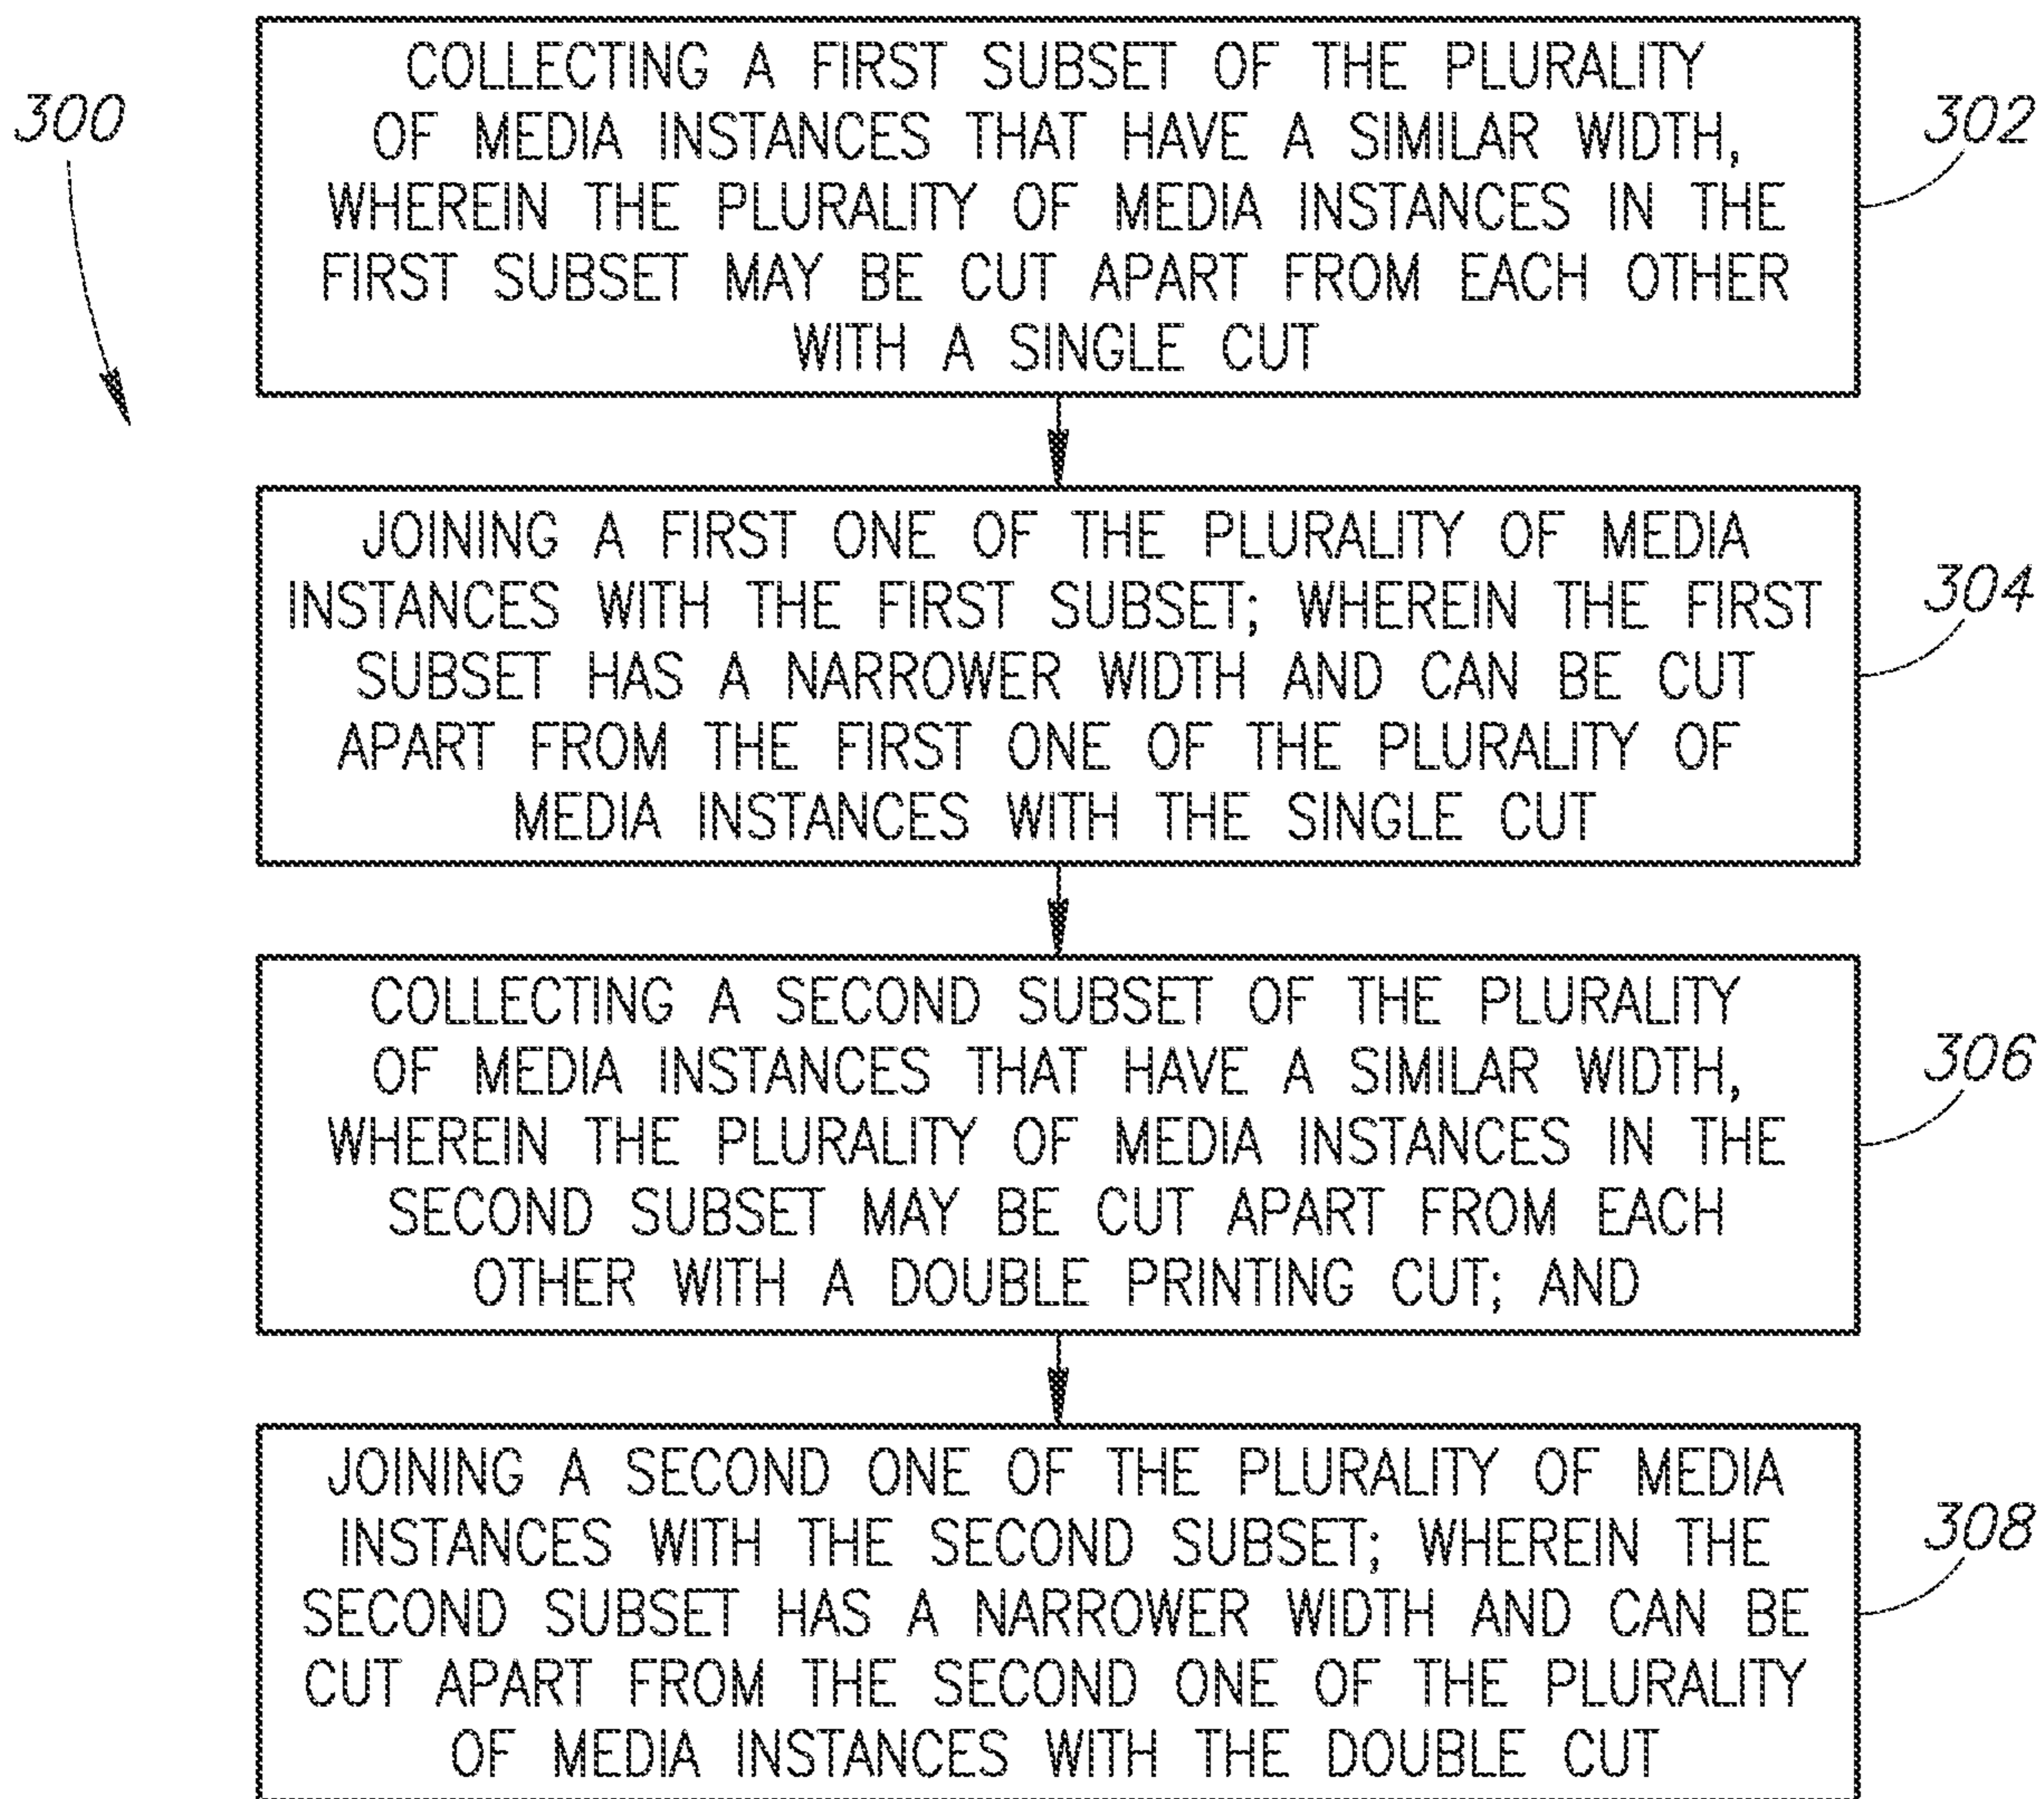 300
COLLECTING A FIRST SUBSET OF THE PLURALITY
OF MEDIA INSTANCES THAT HAVE A SIMILAR WIDTH,
WHEREIN THE PLURALITY OF MEDIA INSTANCES IN THE
FIRST SUBSET MAY BE CUT APART FROM EACH OTHER
WITH A SINGLE CUT
302
JOINING A FIRST ONE OF THE PLURALITY OF MEDIA
INSTANCES WITH THE FIRST SUBSET; WHEREIN THE FIRST
SUBSET HAS A NARROWER WIDTH AND CAN BE CUT
APART FROM THE FIRST ONE OF THE PLURALITY OF
MEDIA INSTANCES WITH THE SINGLE CUT
304
COLLECTING A SECOND SUBSET OF THE PLURALITY
OF MEDIA INSTANCES THAT HAVE A SIMILAR WIDTH,
WHEREIN THE PLURALITY OF MEDIA INSTANCES IN THE
SECOND SUBSET MAY BE CUT APART FROM EACH
OTHER WITH A DOUBLE PRINTING CUT; AND
306
JOINING A SECOND ONE OF THE PLURALITY OF MEDIA
INSTANCES WITH THE SECOND SUBSET; WHEREIN THE
SECOND SUBSET HAS A NARROWER WIDTH AND CAN BE
CUT APART FROM THE SECOND ONE OF THE PLURALITY
OF MEDIA INSTANCES WITH THE DOUBLE CUT
308